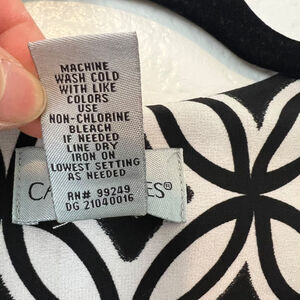 MACHINE
WASH COLD
WITH LIKE
COLORS
USE
NON-CHLORINE
BLEACH
IF NEEDED
LINE DRY
IRON ON
LOWEST SETTING
AS NEEDED
RN# 99249
DG 21040016